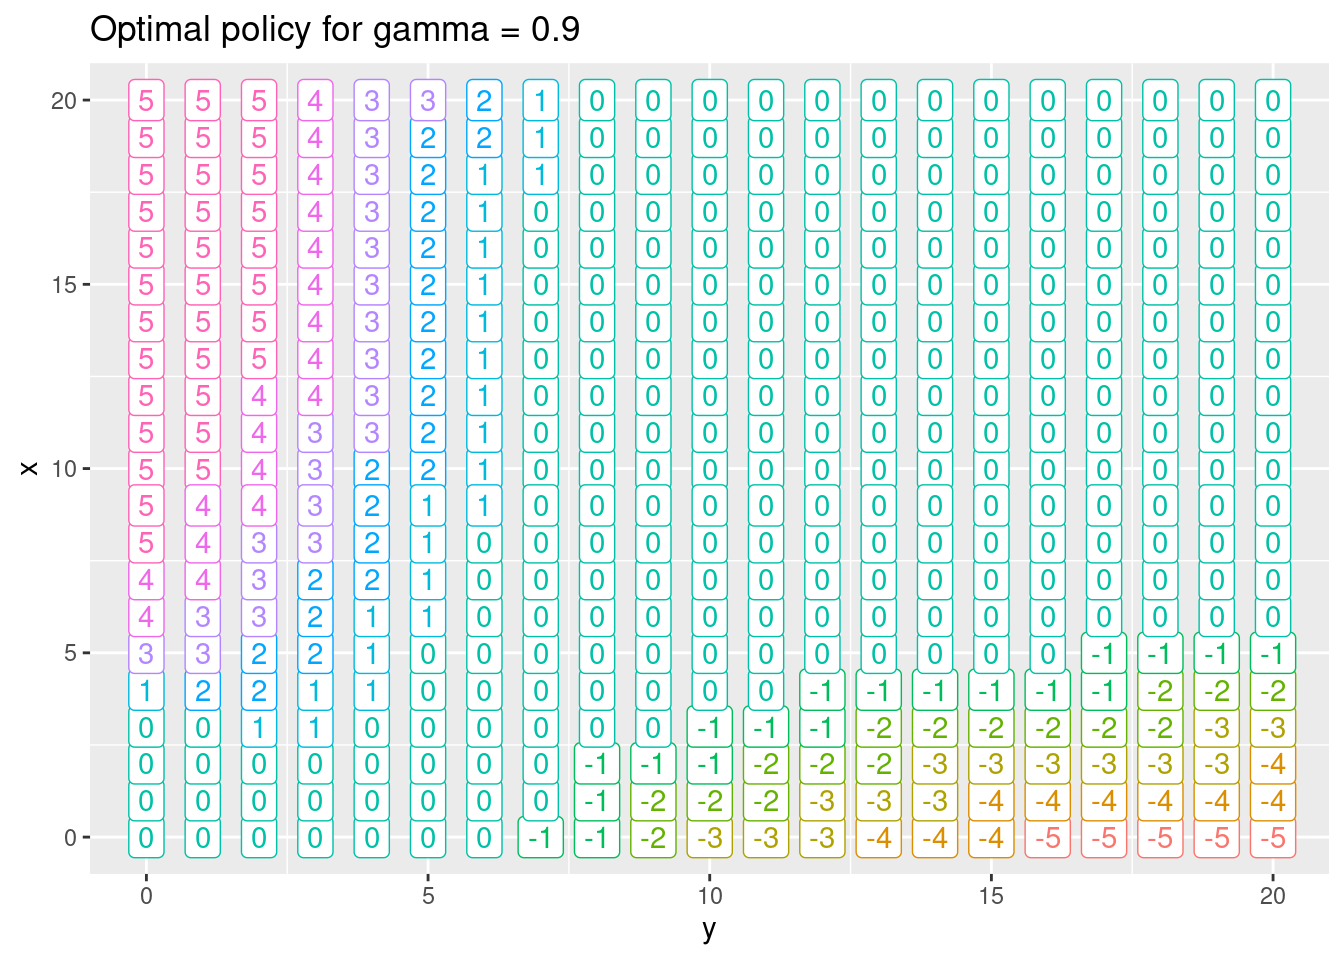 Optimal policy for gamma = 0.9
20 5 5 5 4 3 3 2 1 0 0 0 0 0 0 0 0 0 0 0 0 0
5 5 5 4 3 2 2 1 0 0 0 0 0 0 0 0 0 0 0 0 0
5 5 5 4 3 2 1 1 0 0 0 0 0 0 0 0 0 0 0 0 0
5 5 5 4 3 2 1 0 0 0 0 0 0 0 0 0 0 0 0 0 0
5 5 5 4 3 2 1 0 0 0 0 0 0 0 0 0 0 0 0 0 0
15 5 5 5 4 3 2 1 0 0 0 0 0 0 0 0 0 0 0 0 0 0
5 5 5 4 3 2 1 0 0 0 0 0 0 0 0 0 0 0 0 0 0
5 5 5 4 3 2 1 0 0 0 0 0 0 0 0 0 0 0 0 0 0
5 5 4 4 3 2 1 0 0 0 0 0 0 0 0 0 0 0 0 0 0
5 5 4 3 3 2 1 0 0 0 0 0 0 0 0 0 0 0 0 0 0
x 10 5 5 4 3 2 2 1 0 0 0 0 0 0 0 0 0 0 0 0 0 0
5 4 4 3 2 1 1 0 0 0 0 0 0 0 0 0 0 0 0 0 0
5 4 3 3 2 1 0 0 0 0 0 0 0 0 0 0 0 0 0 0 0
4 4 3 2 2 1 0 0 0 0 0 0 0 0 0 0 0 0 0 0 0
4 3 3 2 1 1 0 0 0 0 0 0 0 0 0 0 0 0 0 0 0
5 3 3 2 2 1 0 0 0 0 0 0 0 0 0 0 0 0 -1 -1 -1 -1
1 2 2 1 1 0 0 0 0 0 0 0 -1 -1 -1 -1 -1 -1 -2 -2 -2
0 0 1 1 0 0 0 0 0 0 -1 -1 -1 -2 -2 -2 -2 -2 -2 -3 -3
0 0 0 0 0 0 0 0 -1 -1 -1 -2 -2 -2 -3 -3 -3 -3 -3 -3 -4
0 0 0 0 0 0 0 0 -1 -2 -2 -2 -3 -3 -3 -4 -4 -4 -4 -4 -4
0 0 0 0 0 0 0 0 -1 -1 -2 -3 -3 -3 -4 -4 -4 -5 -5 -5 -5 -5
0 5 10 15 20
y